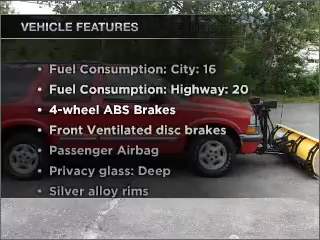 VEHICLE FEATURES
• Fuel Consumption: City: 16
• Fuel Consumption: Highway: 20
• 4-wheel ABS Brakes
• Front Ventilated disc brakes
• Passenger Airbag
• Privacy glass: Deep
• Silver alloy rims